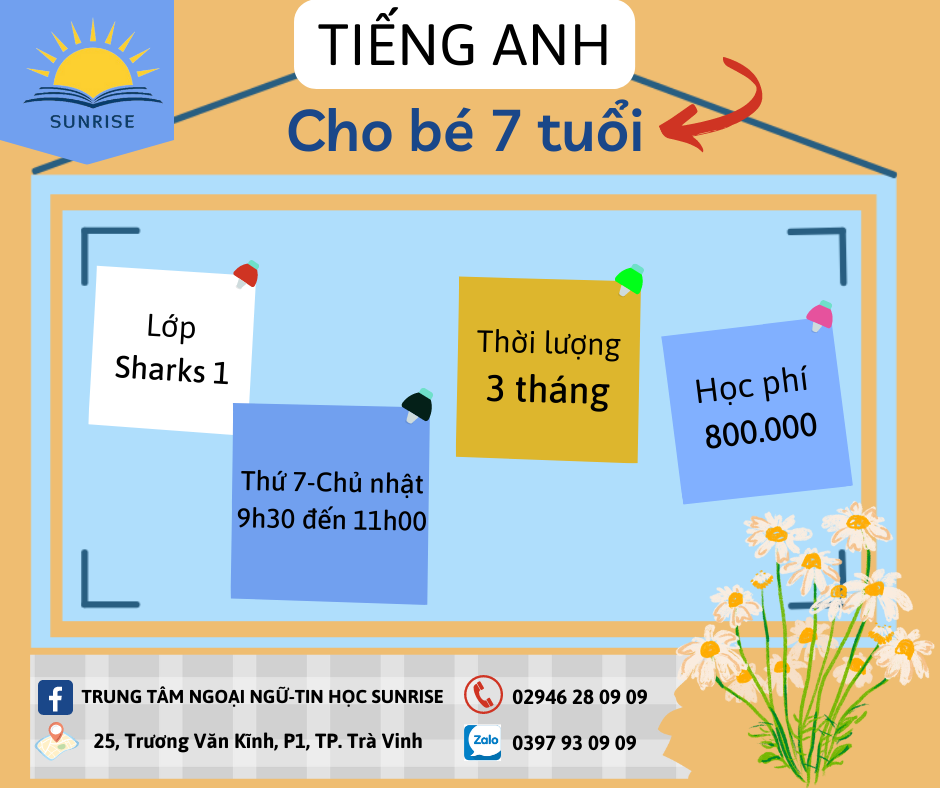 SUNRISE
TIẾNG ANH
Cho bé 7 tuổi
Lớp
Sharks 1
Thứ 7-Chủ nhật
9h30 đến 11h00
Thời lượng
3 tháng
Học phí
800.000
TRUNG TÂM NGOẠI NGỮ-TIN HỌC SUNRISE
02946 28 09 09
25, Trương Văn Kĩnh, P1, TP. Trà Vinh
Zalo
0397 93 09 09